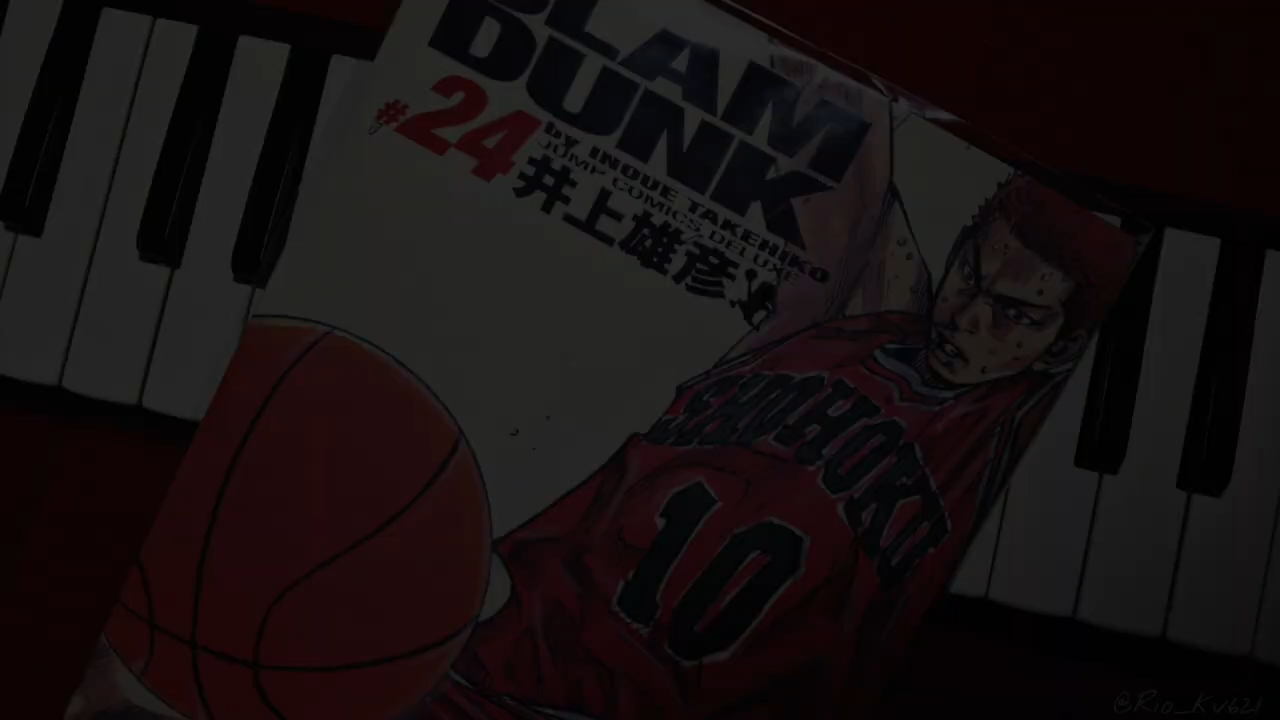 SLAM
DUNK
#24
by INOUE TAKEHIKO
JUMP COMICS DELUXE
井上雄彦
SHOHOKU
10
@Rio_Kv621